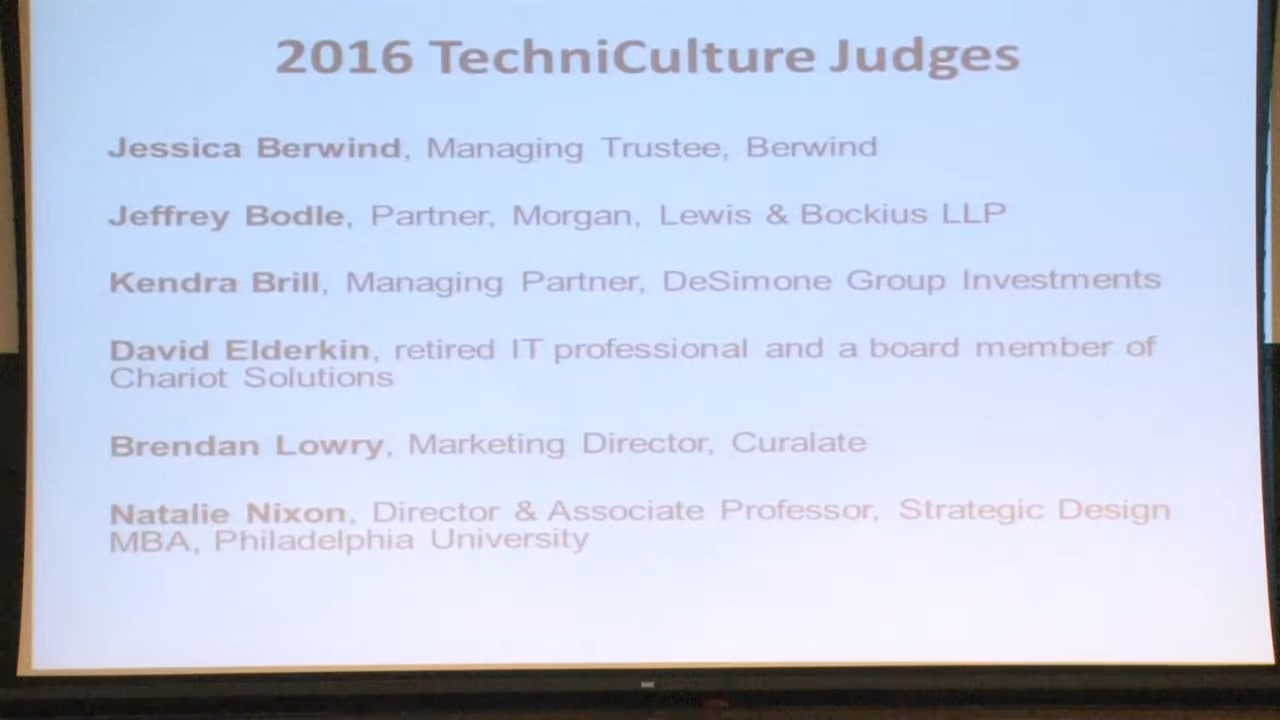 2016 TechniCulture Judges
Jessica Berwind, Managing Trustee, Berwind
Jeffrey Bodle, Partner, Morgan, Lewis & Bockius LLP
Kendra Brill, Managing Partner, DeSimone Group Investments
David Elderkin, retired IT professional and a board member of
Chariot Solutions
Brendan Lowry, Marketing Director, Curalate
Natalie Nixon, Director & Associate Professor, Strategic Design
MBA, Philadelphia University